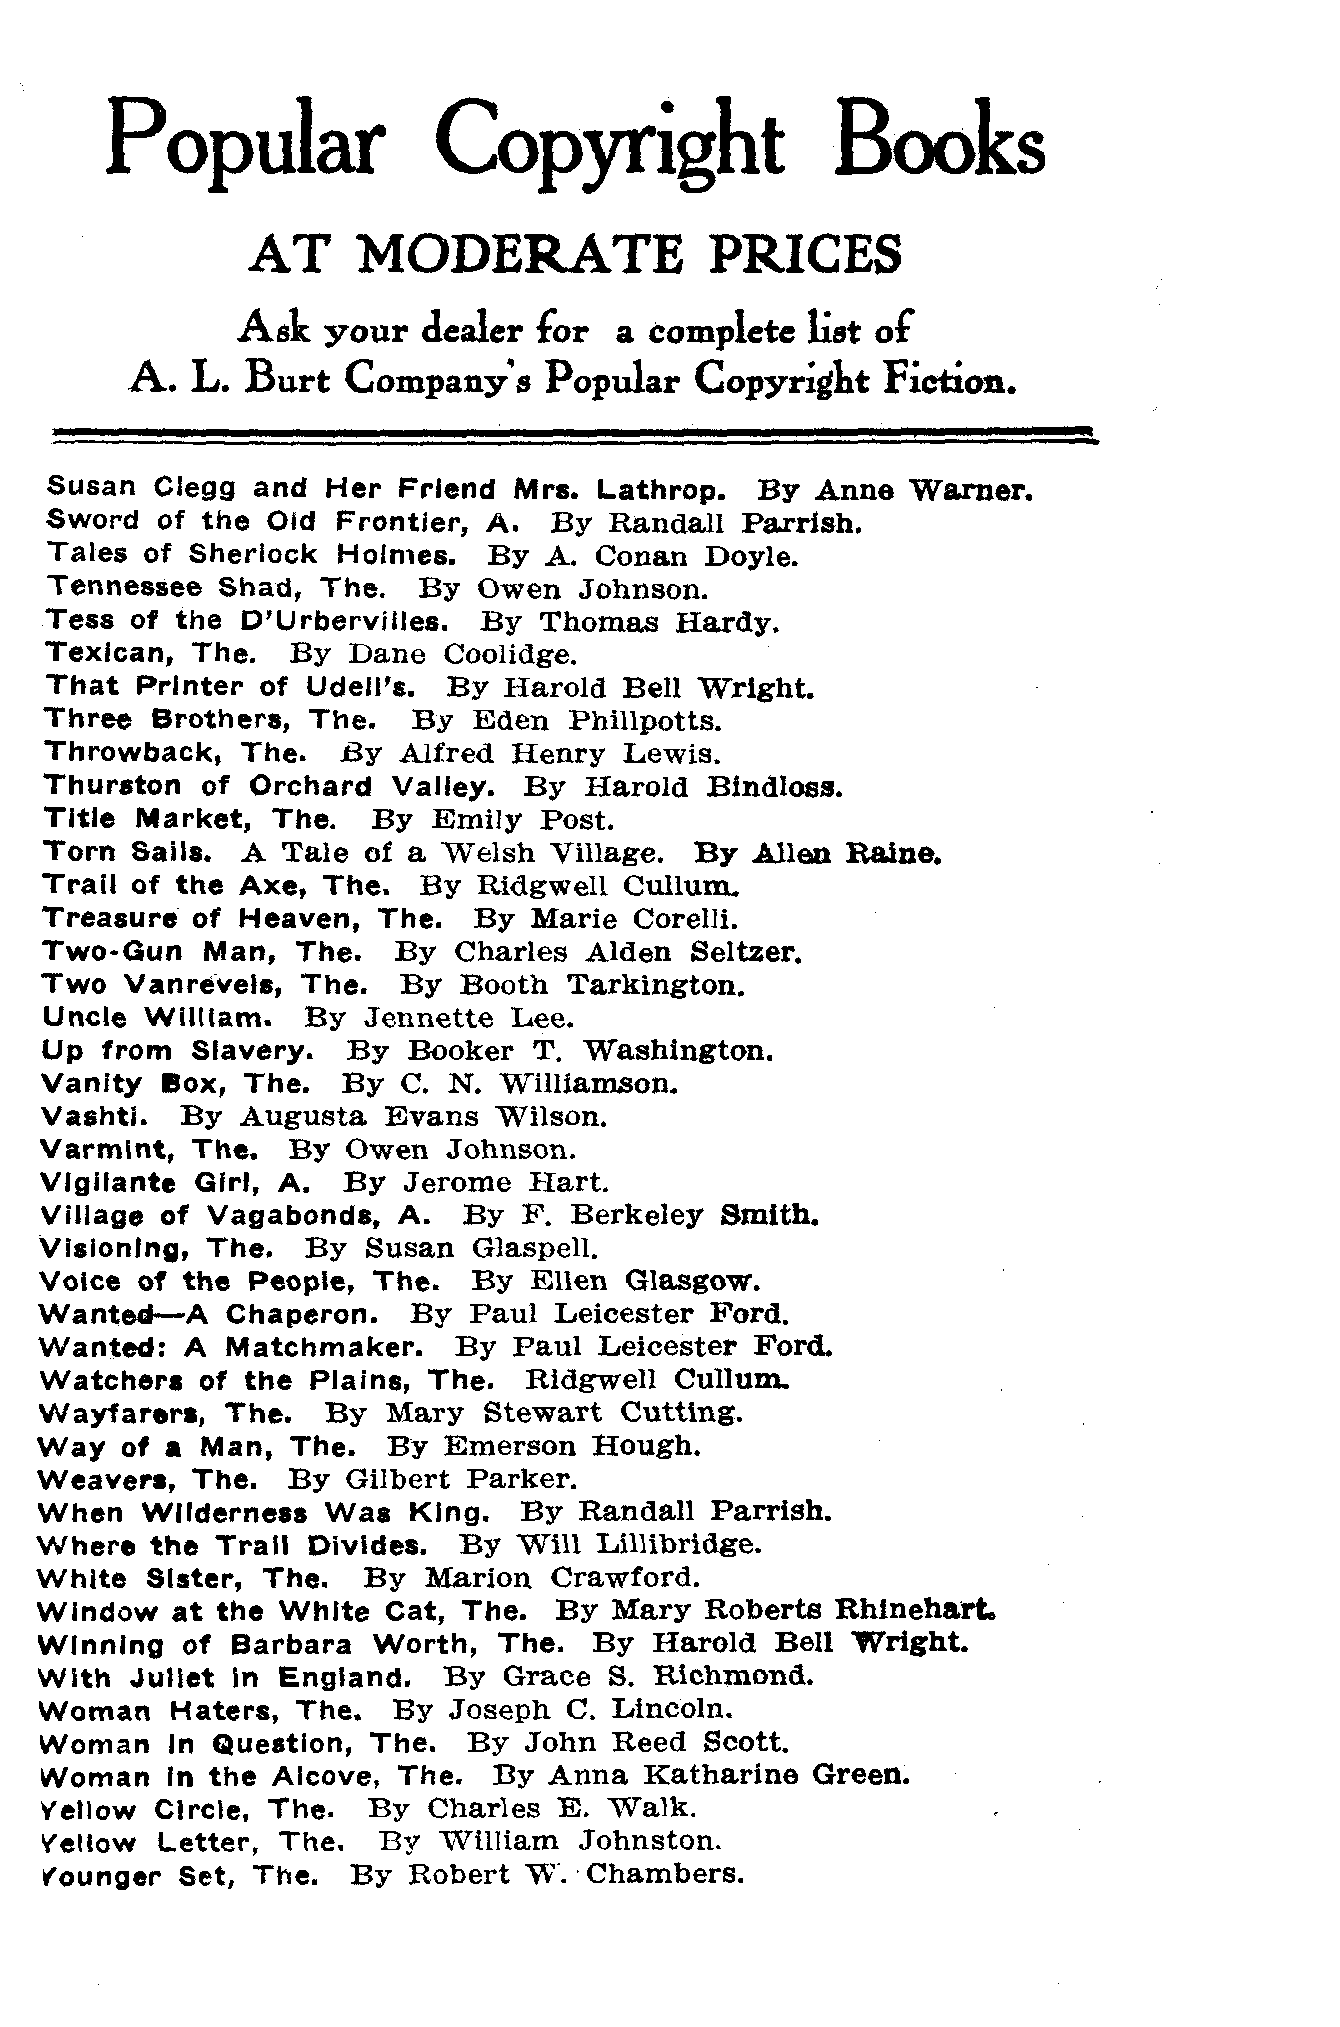 Popular Copyright Books
AT MODERATE PRICES
Ask your dealer for a complete list of
A. L. Burt Company's Popular Copyright Fiction.
Susan Clegg and Her Friend Mrs. Lathrop. By Anne Warner.
Sword of the Old Frontier, A. By Randall Parrish.
Tales of Sherlock Holmes. By A. Conan Doyle.
Tennessee Shad, The. By Owen Johnson.
Tess of the D'Urbervilles. By Thomas Hardy.
Texican, The. By Dane Coolidge.
That Printer of Udell's. By Harold Bell Wright.
Three Brothers, The. By Eden Phillpotts.
Throwback, The. By Alfred Henry Lewis.
Thurston of Orchard Valley. By Harold Bindloss.
Title Market, The. By Emily Post.
Torn Sails. A Tale of a Welsh Village. By Allen Raine.
Trail of the Axe, The. By Ridgwell Cullum.
Treasure of Heaven, The. By Marie Corelli.
Two-Gun Man, The. By Charles Alden Seltzer.
Two Vanrevels, The. By Booth Tarkington.
Uncle William. By Jennette Lee.
Up from Slavery. By Booker T. Washington.
Vanity Box, The. By C. N. Williamson.
Vashti. By Augusta Evans Wilson.
Varmint, The. By Owen Johnson.
Vigilante Girl, A. By Jerome Hart.
Village of Vagabonds, A. By F. Berkeley Smith.
Visioning, The. By Susan Glaspell.
Voice of the People, The. By Ellen Glasgow.
Wanted—A Chaperon. By Paul Leicester Ford.
Wanted: A Matchmaker. By Paul Leicester Ford.
Watchers of the Plains, The. Ridgwell Cullum.
Wayfarers, The. By Mary Stewart Cutting.
Way of a Man, The. By Emerson Hough.
Weavers, The. By Gilbert Parker.
When Wilderness Was King. By Randall Parrish.
Where the Trail Divides. By Will Lillibridge.
White Sister, The. By Marion Crawford.
Window at the White Cat, The. By Mary Roberts Rhinehart.
Winning of Barbara Worth, The. By Harold Bell Wright.
With Juliet in England. By Grace S. Richmond.
Woman Haters, The. By Joseph C. Lincoln.
Woman in Question, The. By John Reed Scott.
Woman in the Alcove, The. By Anna Katharine Green.
Yellow Circle, The. By Charles E. Walk.
Yellow Letter, The. By William Johnston.
Younger Set, The. By Robert W. Chambers.